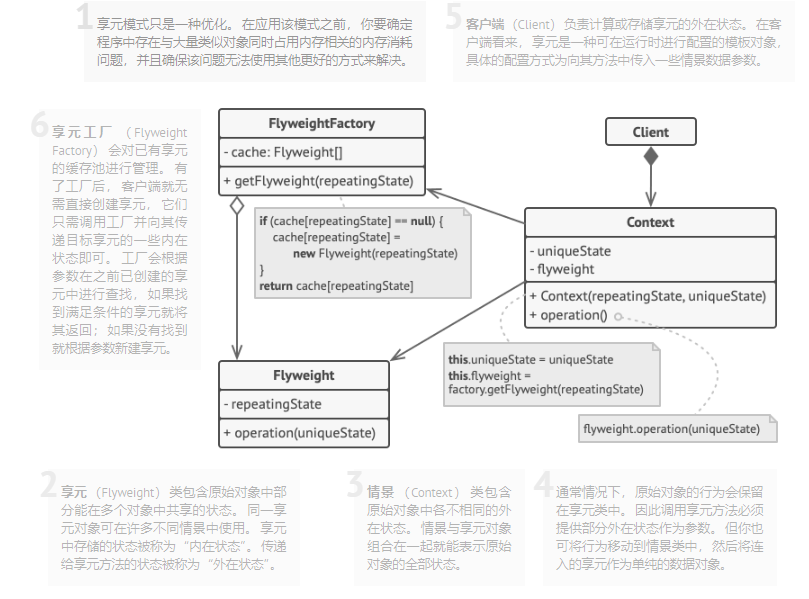 1
享元模式只是一种优化。 在应用该模式之前， 你要确定
程序中存在与大量类似对象同时占用内存相关的内存消耗
问题， 并且确保该问题无法使用其他更好的方式来解决。
5
客户端 （Client） 负责计算或存储享元的外在状态。 在客
户端看来， 享元是一种可在运行时进行配置的模板对象，
具体的配置方式为向其方法中传入一些情景数据参数。
6
享元工厂 （Flyweight
Factory） 会对已有享元
的缓存池进行管理。 有
了工厂后， 客户端就无
需直接创建享元， 它们
只需调用工厂并向其传
递目标享元的一些内在
状态即可。 工厂会根据
参数在之前已创建的享
元中进行查找， 如果找
到满足条件的享元就将
其返回； 如果没有找到
就根据参数新建享元。
FlyweightFactory
- cache: Flyweight[]
+ getFlyweight(repeatingState)
if (cache[repeatingState] == null) {
cache[repeatingState] =
new Flyweight(repeatingState)
}
return cache[repeatingState]
Client
Context
- uniqueState
- flyweight
+ Context(repeatingState, uniqueState)
+ operation()
this.uniqueState = uniqueState
this.flyweight =
factory.getFlyweight(repeatingState)
flyweight.operation(uniqueState)
Flyweight
- repeatingState
+ operation(uniqueState)
2
享元 （Flyweight） 类包含原始对象中部
分能在多个对象中共享的状态。 同一享
元对象可在许多不同情景中使用。 享元
中存储的状态被称为 “内在状态”。 传递
给享元方法的状态被称为 “外在状态”。
3
情景 （Context） 类包含
原始对象中各不相同的外
在状态。 情景与享元对象
组合在一起就能表示原始
对象的全部状态。
4
通常情况下， 原始对象的行为会保留
在享元类中。 因此调用享元方法必须
提供部分外在状态作为参数。 但你也
可将行为移动到情景类中， 然后将连
入的享元作为单纯的数据对象。